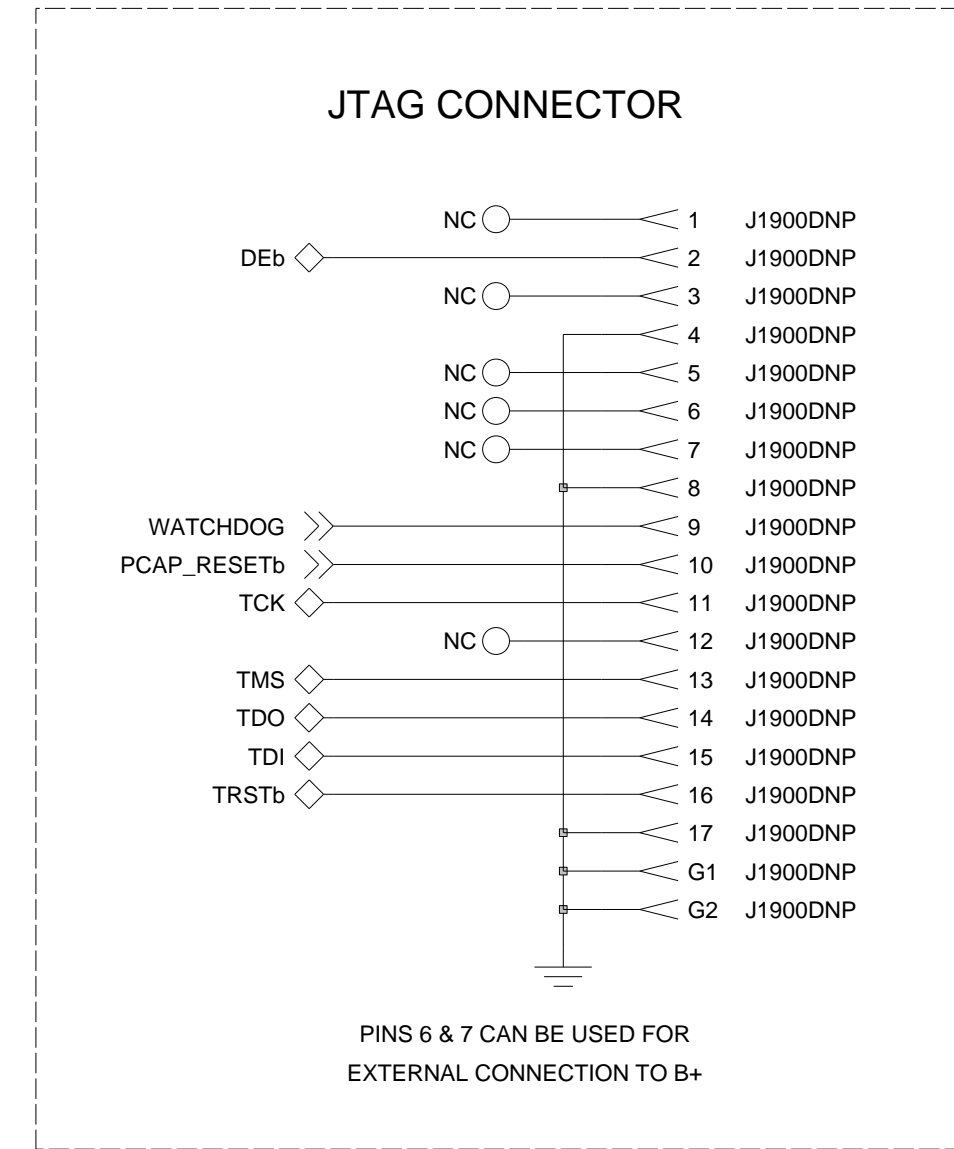 JTAG CONNECTOR
NC 1 J1900DNP
DEb 2 J1900DNP
NC 3 J1900DNP
4 J1900DNP
NC 5 J1900DNP
NC 6 J1900DNP
NC 7 J1900DNP
8 J1900DNP
WATCHDOG 9 J1900DNP
PCAP_RESETb 10 J1900DNP
TCK 11 J1900DNP
NC 12 J1900DNP
TMS 13 J1900DNP
TDO 14 J1900DNP
TDI 15 J1900DNP
TRSTb 16 J1900DNP
17 J1900DNP
G1 J1900DNP
G2 J1900DNP
PINS 6 & 7 CAN BE USED FOR
EXTERNAL CONNECTION TO B+